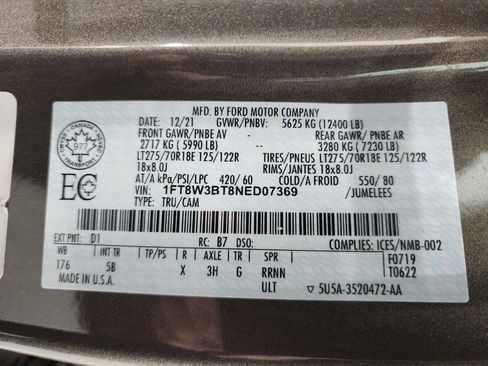 MFD. BY FORD MOTOR COMPANY
DATE: 12/21 GVWR/PNBV: 5625 KG (12400 LB)
FRONT GAWR/PNBE AV REAR GAWR/PNBE AR
2717 KG ( 5990 LB) 3280 KG ( 7230 LB)
LT275/70R18E 125/122R TIRES/PNEUS LT275/70R18E 125/122R
18x8.0J RIMS/JANTES 18x8.0J
AT/A kPa/PSI/LPC 420/60 COLD/A FROID 550/80
VIN: 1FT8W3BT8NED07369 /JUMELEES
TYPE: TRU/CAM
CANADA
977
TRANSPORT
EC
EXT PNT: D1 RC: B7 DSO: COMPLIES: ICES/NMB-002
WB INT TR TP/PS R AXLE TR SPR F0719
176 5B X 3H G RRNN T0622
MADE IN U.S.A. ULT 5U5A-3520472-AA